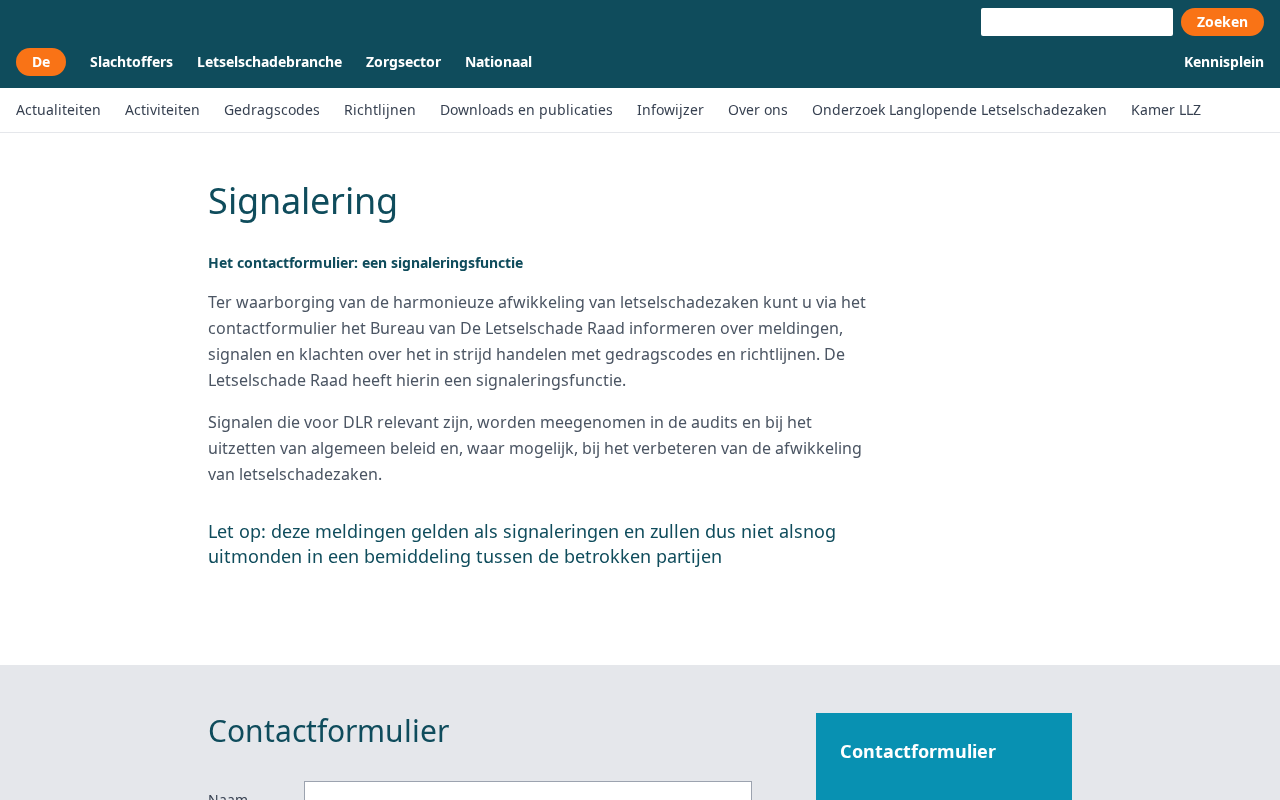 Zoeken
De
Slachtoffers
Letselschadebranche
Zorgsector
Nationaal
Kennisplein
Actualiteiten
Activiteiten
Gedragscodes
Richtlijnen
Downloads en publicaties
Infowijzer
Over ons
Onderzoek Langlopende Letselschadezaken
Kamer LLZ
Signalering
Het contactformulier: een signaleringsfunctie
Ter waarborging van de harmonieuze afwikkeling van letselschadezaken kunt u via het
contactformulier het Bureau van De Letselschade Raad informeren over meldingen,
signalen en klachten over het in strijd handelen met gedragscodes en richtlijnen. De
Letselschade Raad heeft hierin een signaleringsfunctie.
Signalen die voor DLR relevant zijn, worden meegenomen in de audits en bij het
uitzetten van algemeen beleid en, waar mogelijk, bij het verbeteren van de afwikkeling
van letselschadezaken.
Let op: deze meldingen gelden als signaleringen en zullen dus niet alsnog
uitmonden in een bemiddeling tussen de betrokken partijen
Contactformulier
Contactformulier
Naam